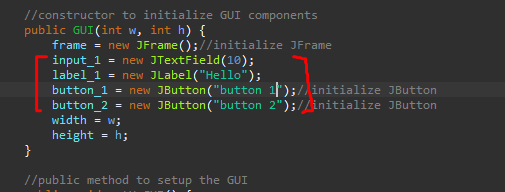 //constructor to initialize GUI components
public GUI(int w, int h) {
frame = new JFrame();//initialize JFrame
input_1 = new JTextField(10);
label_1 = new JLabel("Hello");
button_1 = new JButton("button 1");//initialize JButton
button_2 = new JButton("button 2");//initialize JButton
width = w;
height = h;
}
//public method to setup the GUI